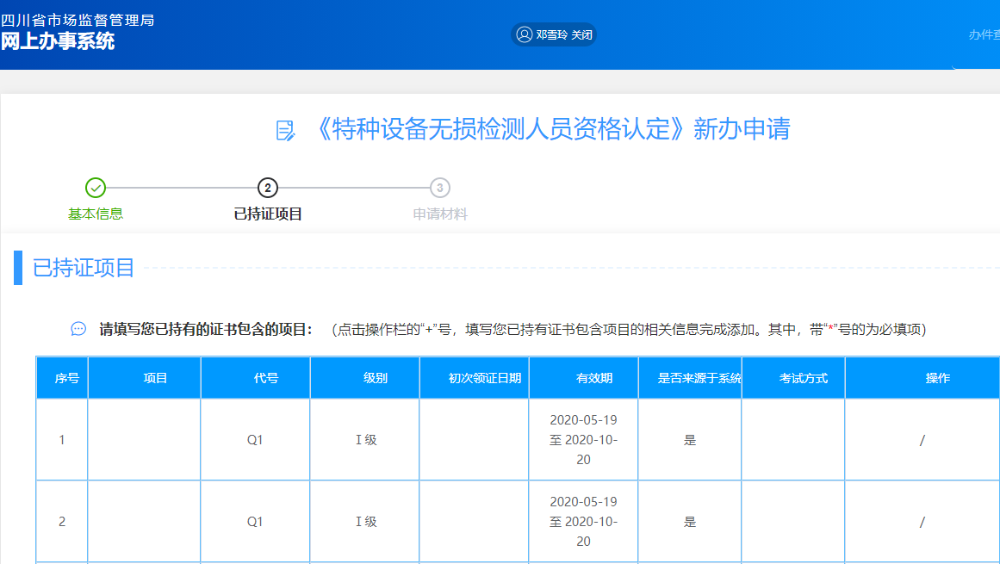 四川省市场监督管理局
网上办事系统
邓雪玲 关闭
办件查
《特种设备无损检测人员资格认定》新办申请
2
3
基本信息
已持证项目
申请材料
已持证项目
请填写您已持有的证书包含的项目： （点击操作栏的“+”号，填写您已持有证书包含项目的相关信息完成添加。其中，带“*”号的为必填项）
序号 项目 代号 级别 初次领证日期 有效期 是否来源于系统 考试方式 操作
1 Q1 I 级 2020-05-19 是 /
至 2020-10-
20
2 Q1 I 级 2020-05-19 是 /
至 2020-10-
20